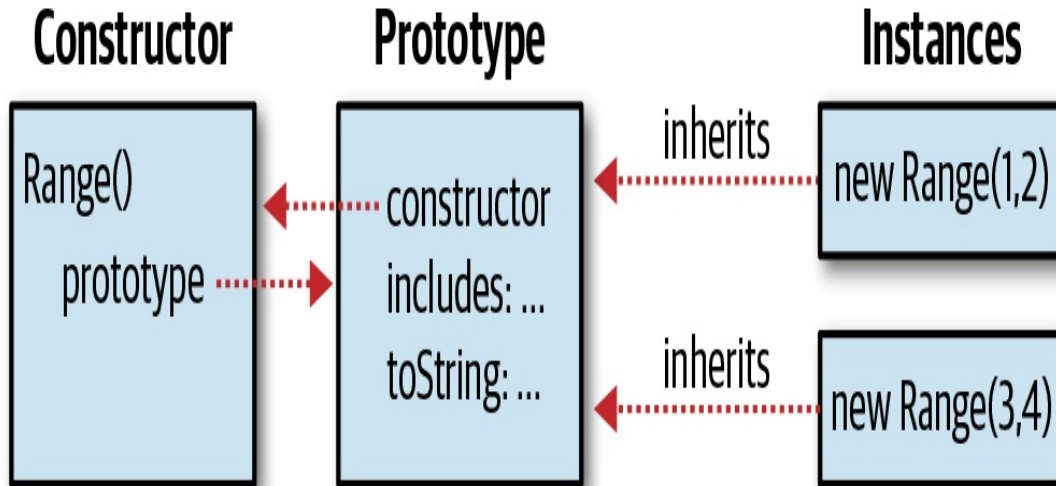 Constructor
Prototype
Instances
Range()
prototype
constructor
includes: ...
toString: ...
inherits
new Range(1,2)
inherits
new Range(3,4)